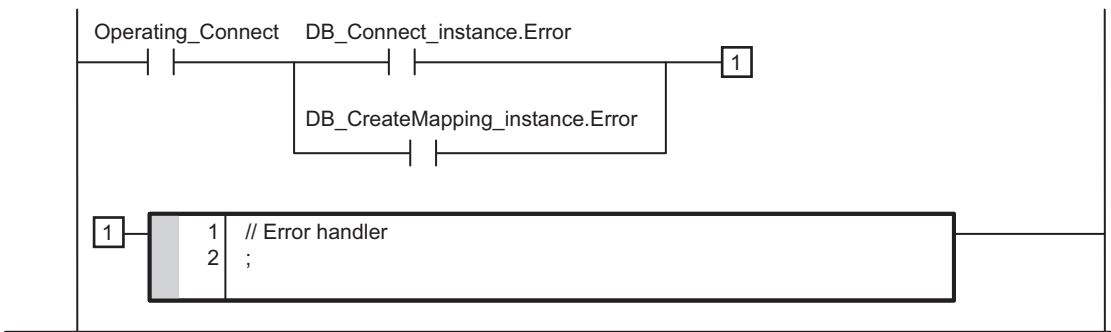 Operating_Connect DB_Connect_instance.Error
1
DB_CreateMapping_instance.Error
1
1 // Error handler
2 ;